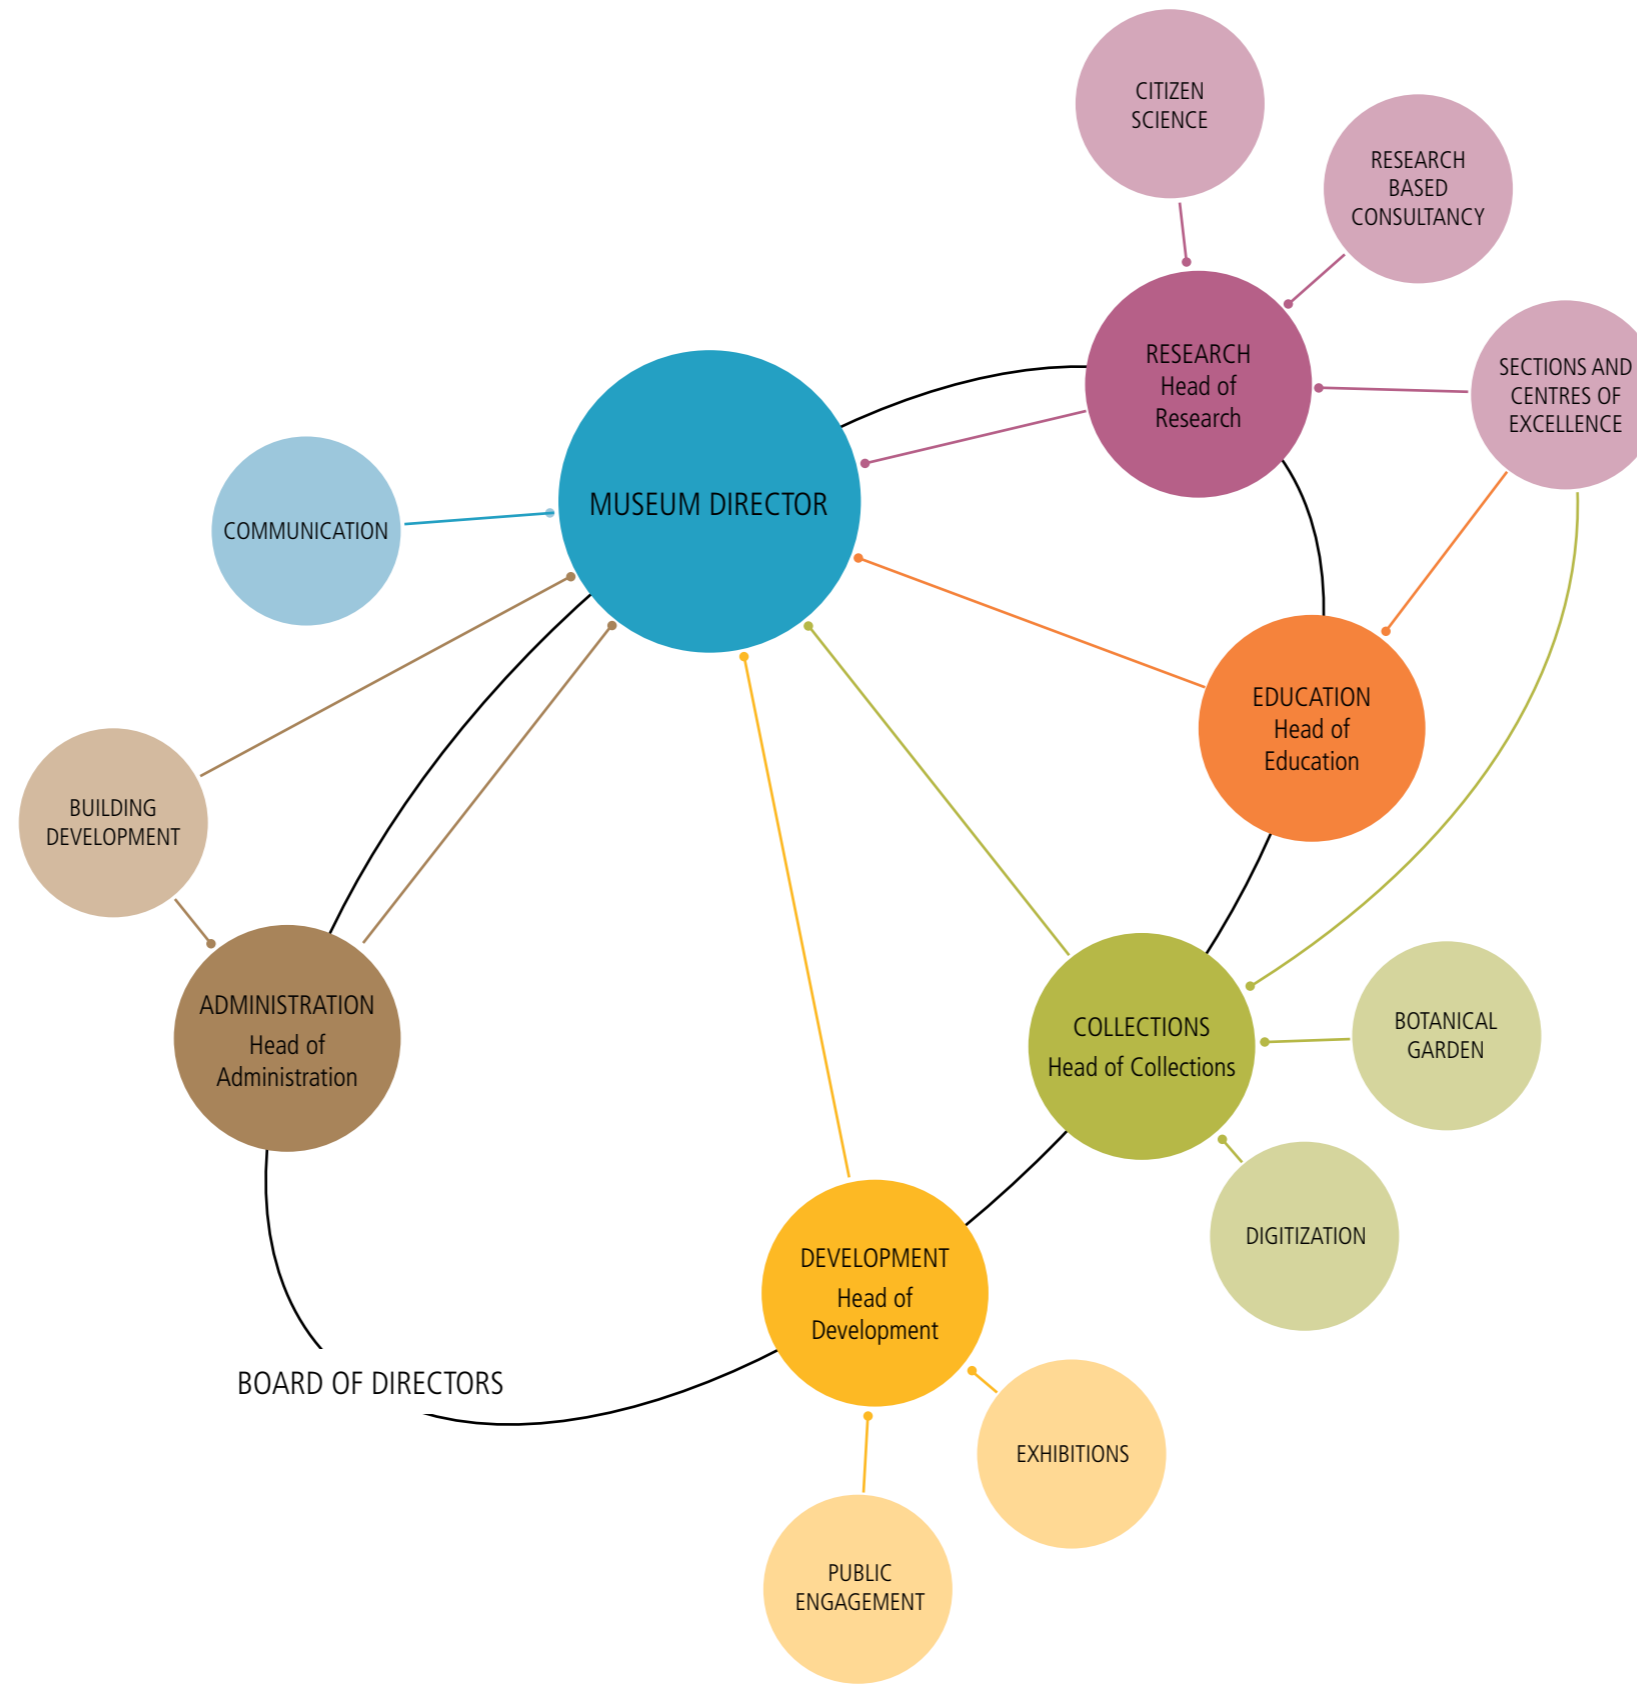 CITIZEN
SCIENCE
RESEARCH
BASED
CONSULTANCY
RESEARCH
Head of
Research
SECTIONS AND
CENTRES OF
EXCELLENCE
MUSEUM DIRECTOR
COMMUNICATION
EDUCATION
Head of
Education
BUILDING
DEVELOPMENT
ADMINISTRATION
Head of
Administration
COLLECTIONS
Head of Collections
BOTANICAL
GARDEN
DIGITIZATION
DEVELOPMENT
Head of
Development
BOARD OF DIRECTORS
EXHIBITIONS
PUBLIC
ENGAGEMENT